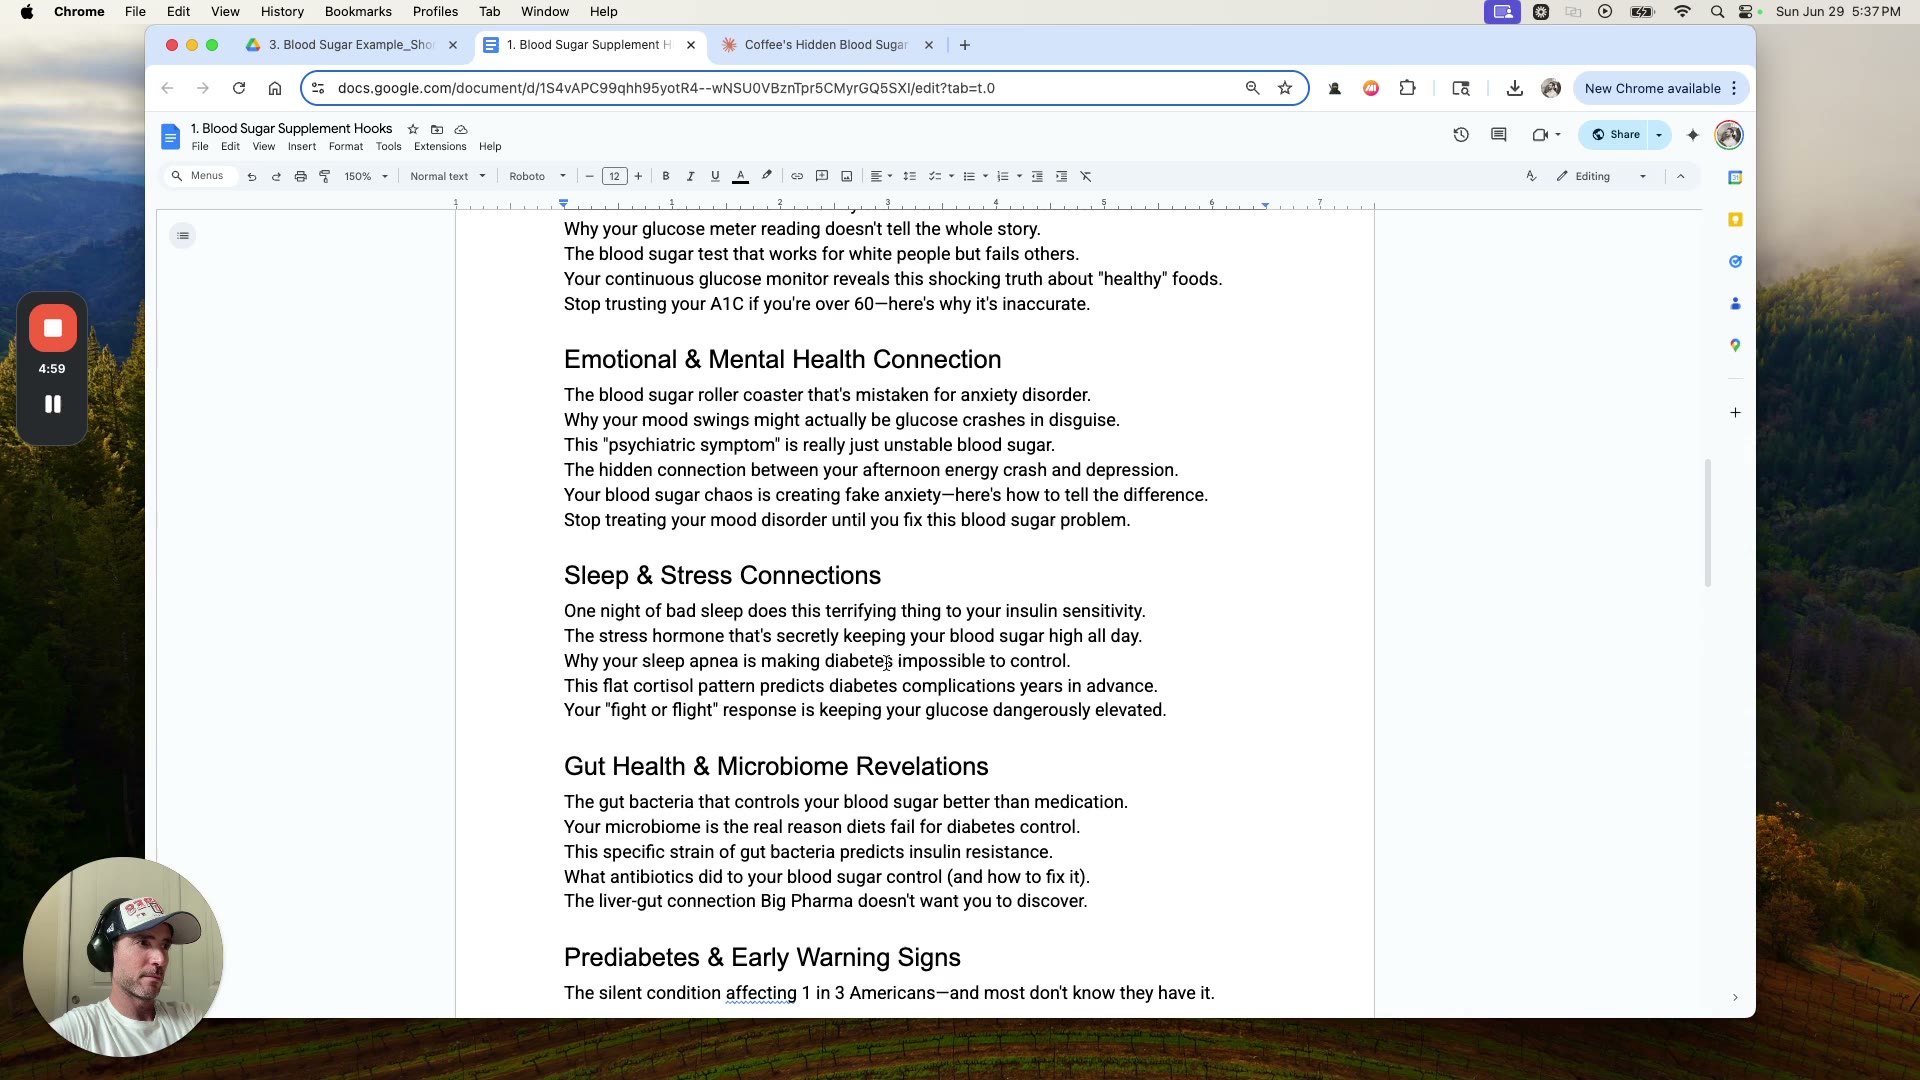 Chrome File Edit View History Bookmarks Profiles Tab Window Help
Sun Jun 29 5:37 PM
3. Blood Sugar Example_Sho
1. Blood Sugar Supplement H
Coffee's Hidden Blood Sugar
docs.google.com/document/d/1S4vAPC99qhh95yotR4--wNSU0VBznTpr5CMyrGQ5SXI/edit?tab=t.0
New Chrome available
1. Blood Sugar Supplement Hooks
File Edit View Insert Format Tools Extensions Help
Share
Menus
150%
Normal text
Roboto
12
Editing
1 1 2 3 4 5 6 7
Why your glucose meter reading doesn't tell the whole story.
The blood sugar test that works for white people but fails others.
Your continuous glucose monitor reveals this shocking truth about "healthy" foods.
Stop trusting your A1C if you're over 60—here's why it's inaccurate.
4:59
Emotional & Mental Health Connection
The blood sugar roller coaster that's mistaken for anxiety disorder.
Why your mood swings might actually be glucose crashes in disguise.
This "psychiatric symptom" is really just unstable blood sugar.
The hidden connection between your afternoon energy crash and depression.
Your blood sugar chaos is creating fake anxiety—here's how to tell the difference.
Stop treating your mood disorder until you fix this blood sugar problem.
Sleep & Stress Connections
One night of bad sleep does this terrifying thing to your insulin sensitivity.
The stress hormone that's secretly keeping your blood sugar high all day.
Why your sleep apnea is making diabetes impossible to control.
This flat cortisol pattern predicts diabetes complications years in advance.
Your "fight or flight" response is keeping your glucose dangerously elevated.
Gut Health & Microbiome Revelations
The gut bacteria that controls your blood sugar better than medication.
Your microbiome is the real reason diets fail for diabetes control.
This specific strain of gut bacteria predicts insulin resistance.
What antibiotics did to your blood sugar control (and how to fix it).
The liver-gut connection Big Pharma doesn't want you to discover.
Prediabetes & Early Warning Signs
The silent condition affecting 1 in 3 Americans—and most don't know they have it.